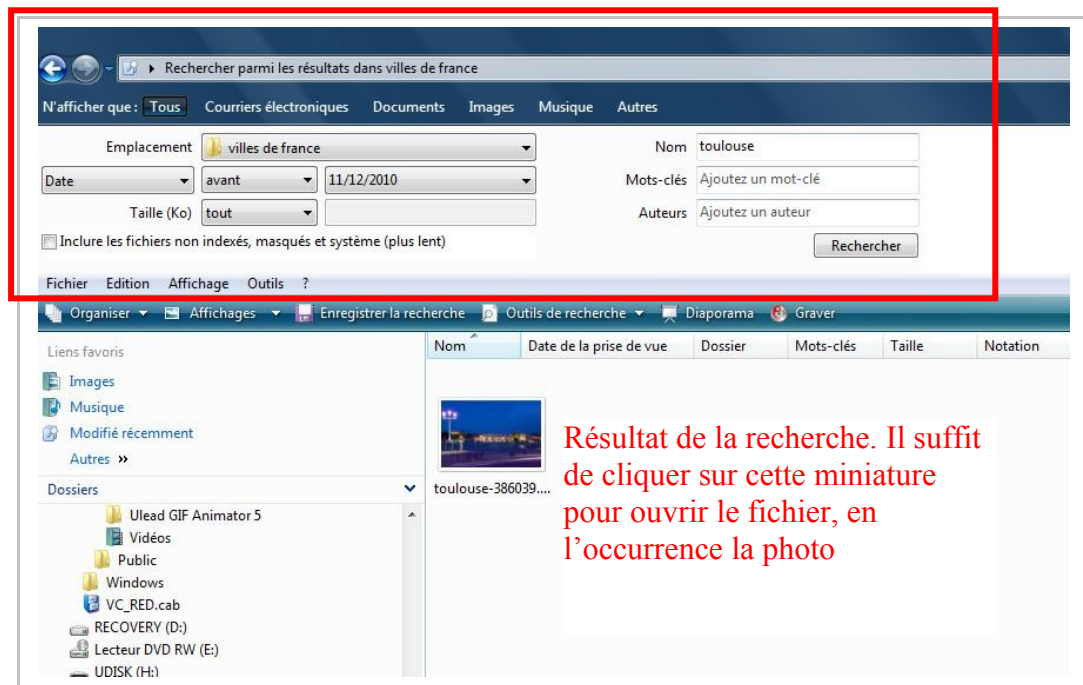 Rechercher parmi les résultats dans villes de france
N'afficher que : Tous Courriers électroniques Documents Images Musique Autres
Emplacement villes de france Nom toulouse
Date avant 11/12/2010 Mots-clés Ajoutez un mot-clé
Taille (Ko) tout Auteurs Ajoutez un auteur
Inclure les fichiers non indexés, masqués et système (plus lent) Rechercher
Fichier Edition Affichage Outils ?
Organiser Affichages Enregistrer la recherche Outils de recherche Diaporama Graver
Liens favoris
Images
Musique
Modifié récemment
Autres »
Dossiers
Ulead GIF Animator 5
Vidéos
Public
Windows
VC_RED.cab
RECOVERY (D:)
Lecteur DVD RW (E:)
UDISK (H:)
Nom Date de la prise de vue Dossier Mots-clés Taille Notation
toulouse-386039....
Résultat de la recherche. Il suffit
de cliquer sur cette miniature
pour ouvrir le fichier, en
l’occurrence la photo